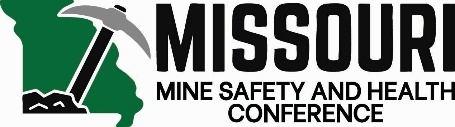 MISSOURI
MINE SAFETY AND HEALTH
CONFERENCE